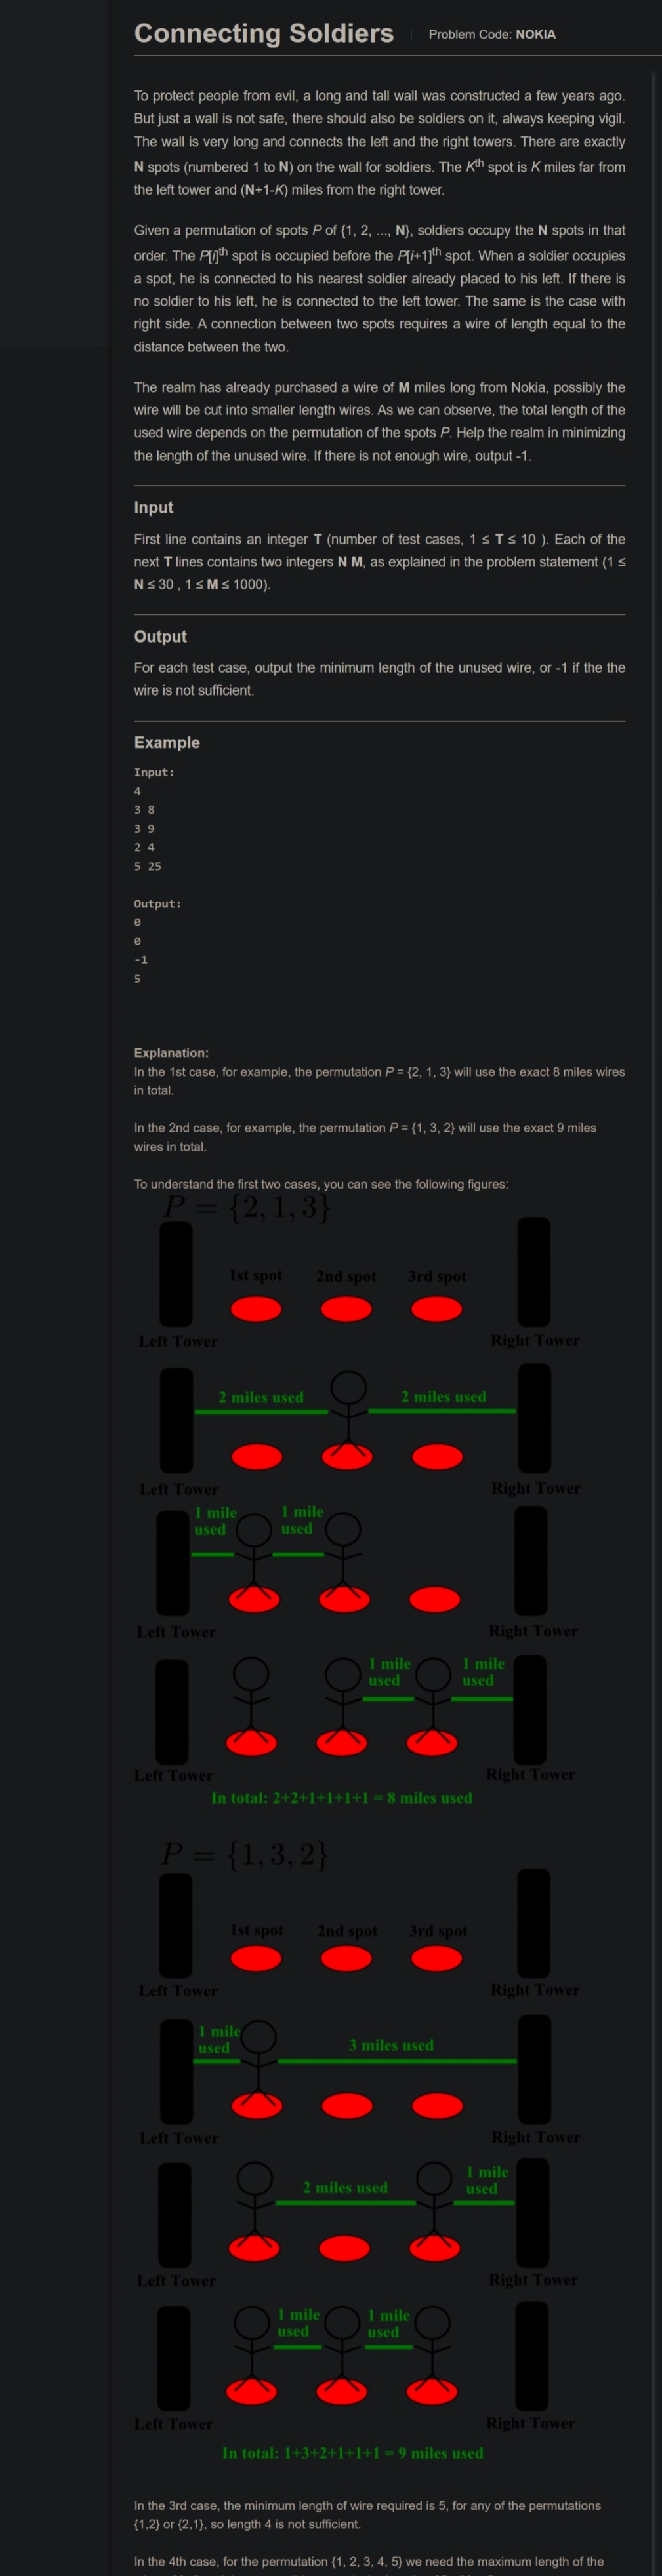 Connecting Soldiers | Problem Code: NOKIA
To protect people from evil, a long and tall wall was constructed a few years ago.
But just a wall is not safe, there should also be soldiers on it, always keeping vigil.
The wall is very long and connects the left and the right towers. There are exactly
N spots (numbered 1 to N) on the wall for soldiers. The Kth spot is K miles far from
the left tower and (N+1-K) miles from the right tower.
Given a permutation of spots P of {1, 2, ..., N}, soldiers occupy the N spots in that
order. The P[i]th spot is occupied before the P[i+1]th spot. When a soldier occupies
a spot, he is connected to his nearest soldier already placed to his left. If there is
no soldier to his left, he is connected to the left tower. The same is the case with
right side. A connection between two spots requires a wire of length equal to the
distance between the two.
The realm has already purchased a wire of M miles long from Nokia, possibly the
wire will be cut into smaller length wires. As we can observe, the total length of the
used wire depends on the permutation of the spots P. Help the realm in minimizing
the length of the unused wire. If there is not enough wire, output -1.
Input
First line contains an integer T (number of test cases, 1 ≤ T ≤ 10 ). Each of the
next T lines contains two integers N M, as explained in the problem statement (1 ≤
N ≤ 30 , 1 ≤ M ≤ 1000).
Output
For each test case, output the minimum length of the unused wire, or -1 if the the
wire is not sufficient.
Example
Input:
4
3 8
3 9
2 4
5 25
Output:
0
0
-1
5
Explanation:
In the 1st case, for example, the permutation P = {2, 1, 3} will use the exact 8 miles wires
in total.
In the 2nd case, for example, the permutation P = {1, 3, 2} will use the exact 9 miles
wires in total.
To understand the first two cases, you can see the following figures:
P = {2, 1, 3}
1st spot 2nd spot 3rd spot
Left Tower Right Tower
2 miles used 2 miles used
Left Tower Right Tower
1 mile 1 mile
used used
Left Tower Right Tower
1 mile 1 mile
used used
Left Tower Right Tower
In total: 2+2+1+1+1+1 = 8 miles used
P = {1, 3, 2}
1st spot 2nd spot 3rd spot
Left Tower Right Tower
1 mile
used 3 miles used
Left Tower Right Tower
1 mile
2 miles used used
Left Tower Right Tower
1 mile 1 mile
used used
Left Tower Right Tower
In total: 1+3+2+1+1+1 = 9 miles used
In the 3rd case, the minimum length of wire required is 5, for any of the permutations
{1,2} or {2,1}, so length 4 is not sufficient.
In the 4th case, for the permutation {1, 2, 3, 4, 5} we need the maximum length of the